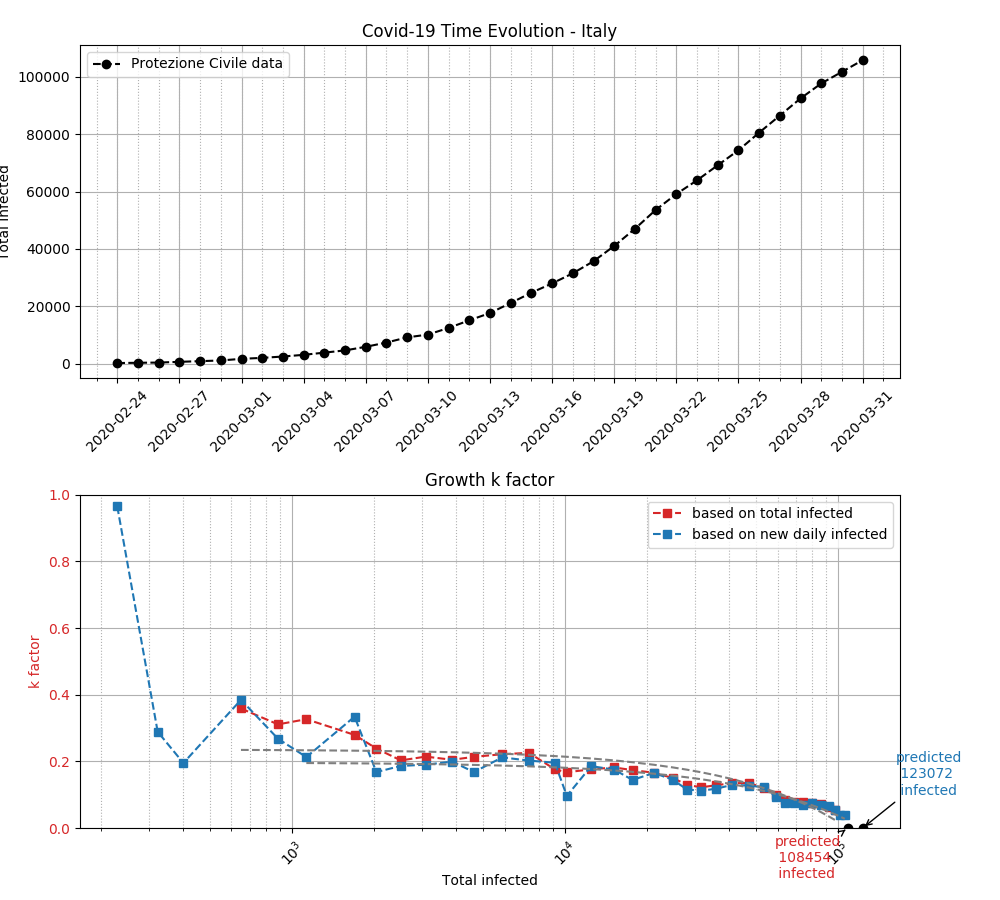 Covid-19 Time Evolution - Italy
Protezione Civile data
Total infected
100000
80000
60000
40000
20000
0
2020-02-24
2020-02-27
2020-03-01
2020-03-04
2020-03-07
2020-03-10
2020-03-13
2020-03-16
2020-03-19
2020-03-22
2020-03-25
2020-03-28
2020-03-31
Growth k factor
based on total infected
based on new daily infected
k factor
1.0
0.8
0.6
0.4
0.2
0.0
predicted
123072
infected
predicted
108454
infected
10³
10⁴
10⁵
Total infected